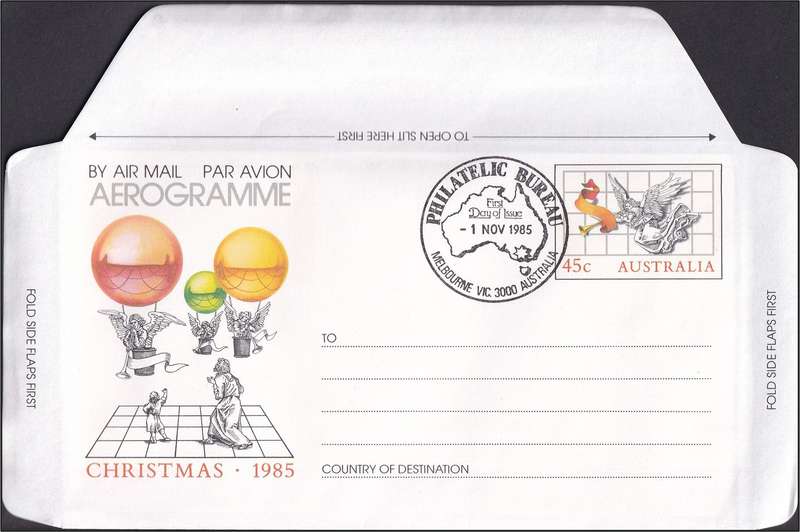 TO OPEN SLIT HERE FIRST
BY AIR MAIL PAR AVION
AEROGRAMME
PHILATELIC BUREAU
First
Day of Issue
- 1 NOV 1985
MELBOURNE VIC. 3000 AUSTRALIA
45c AUSTRALIA
FOLD SIDE FLAPS FIRST
FOLD SIDE FLAPS FIRST
TO
COUNTRY OF DESTINATION
CHRISTMAS · 1985